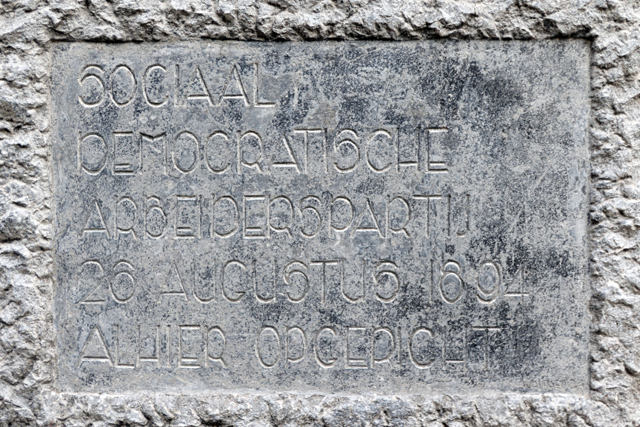 SOCIAAL
DEMOCRATISCHE
ARBEIDERSPARTIJ
26 AUGUSTUS 1894
ALHIER OPGERICHT